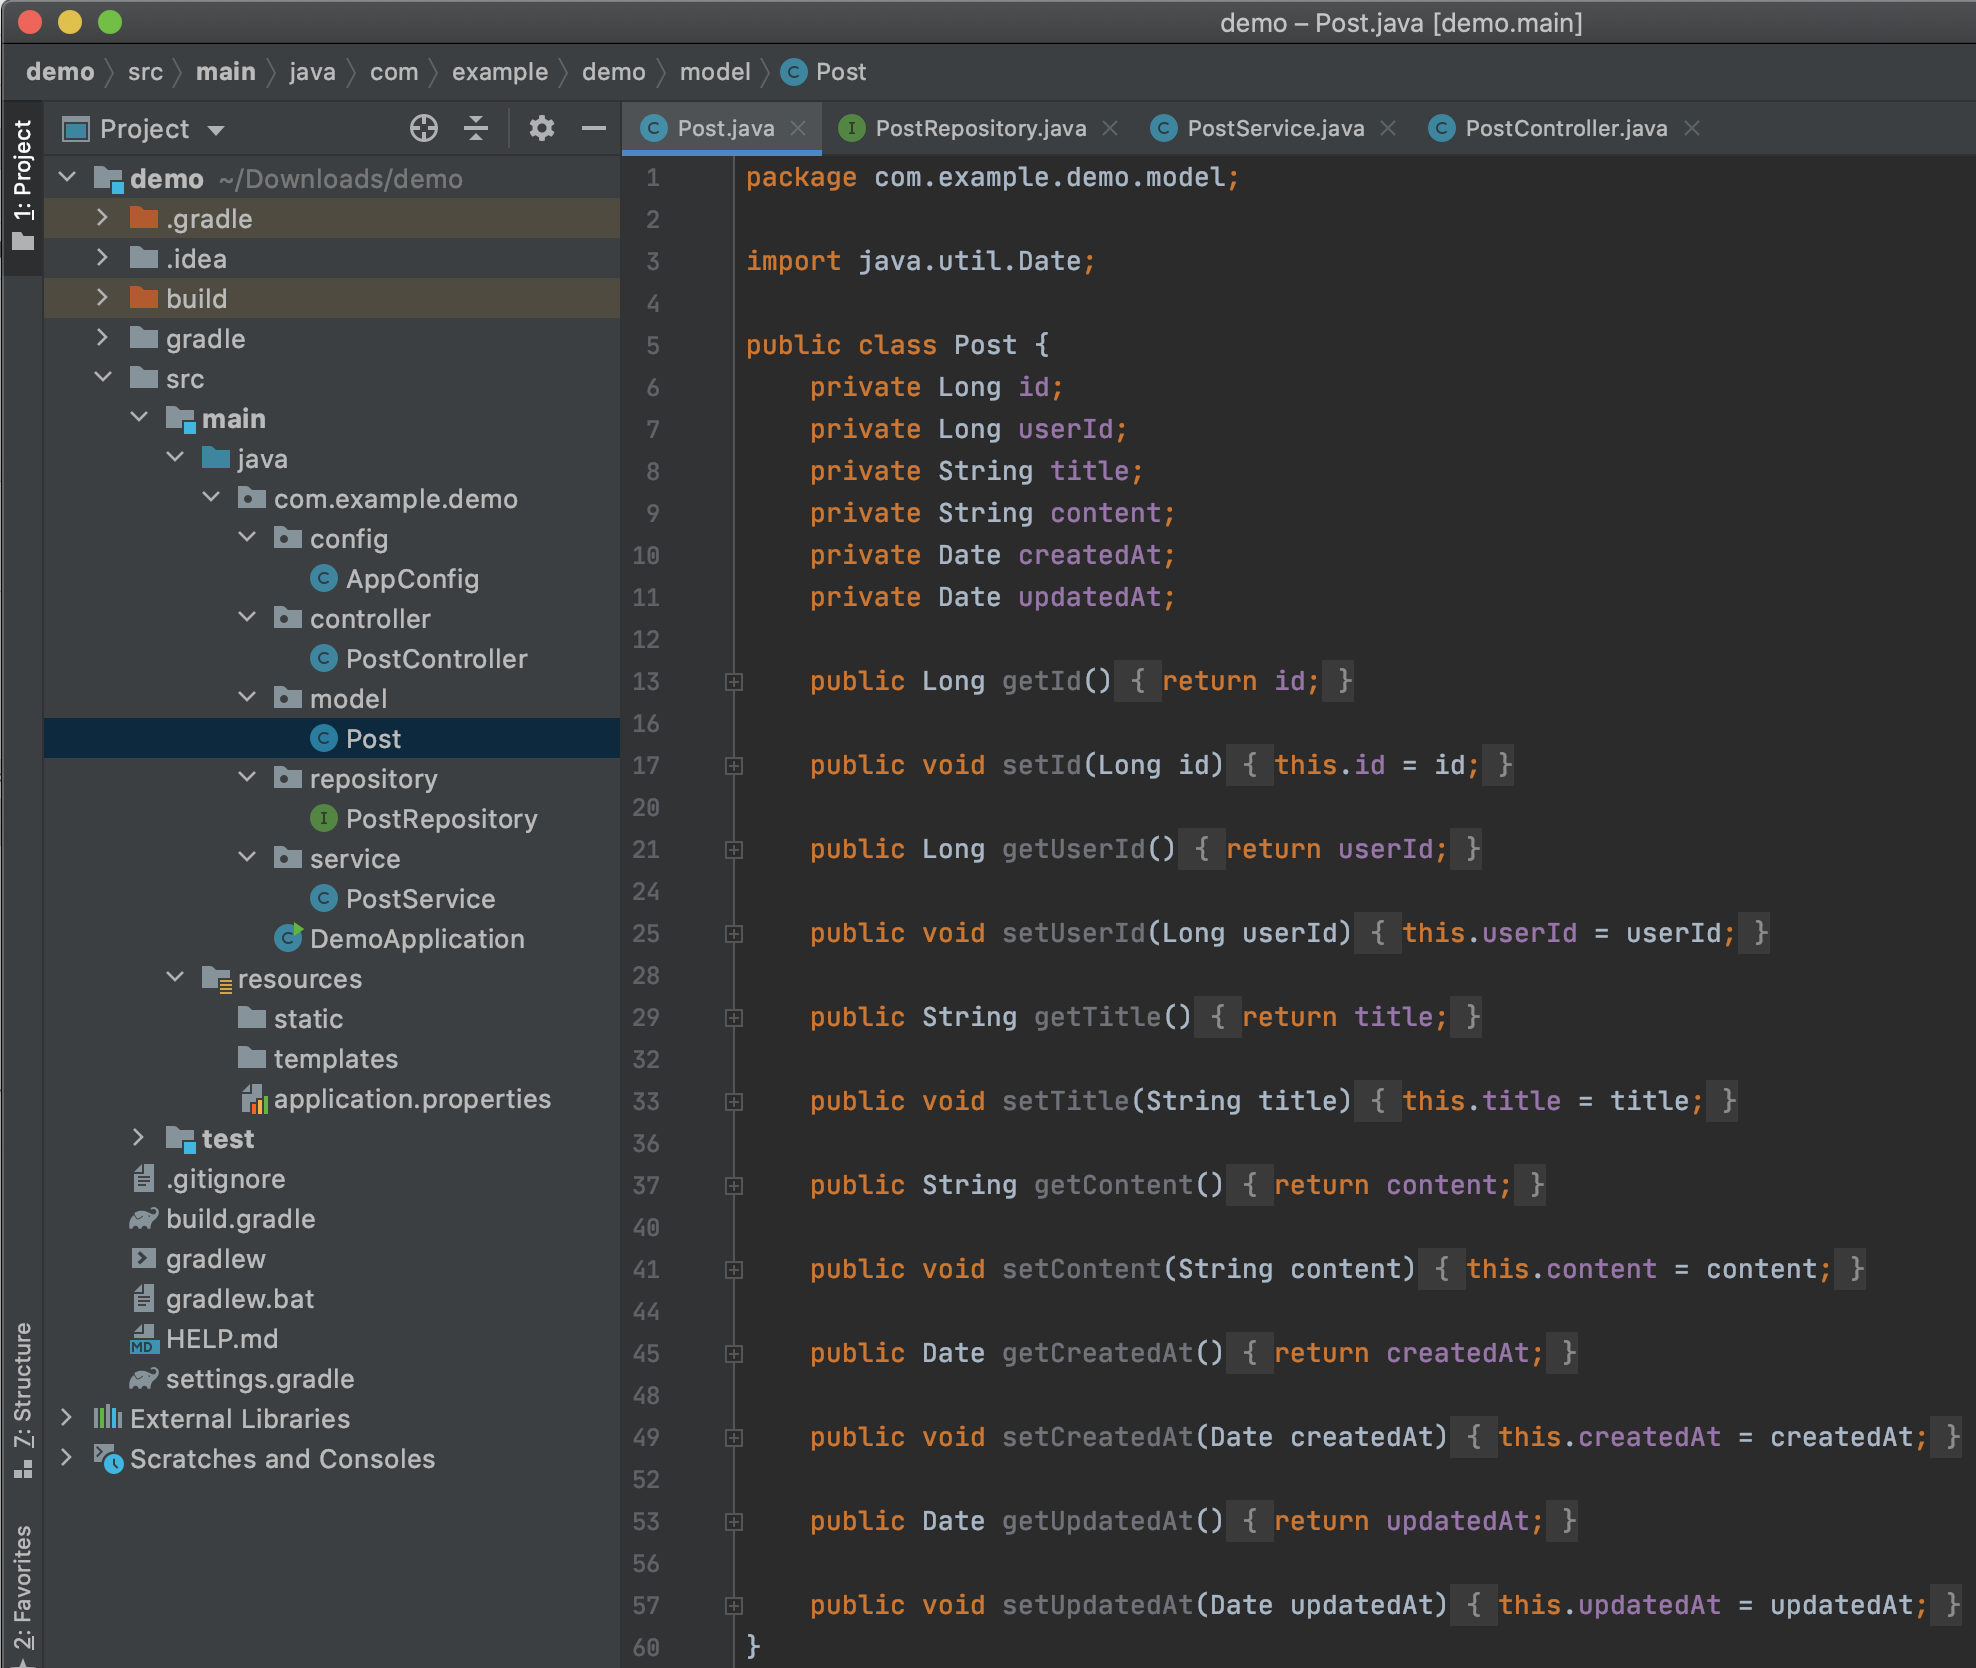 demo – Post.java [demo.main]
demo src main java com example demo model C Post
1: Project
Project
demo ~/Downloads/demo
.gradle
.idea
build
gradle
src
main
java
com.example.demo
config
C AppConfig
controller
C PostController
model
C Post
repository
I PostRepository
service
C PostService
C DemoApplication
resources
static
templates
application.properties
test
.gitignore
build.gradle
gradlew
gradlew.bat
MD HELP.md
settings.gradle
External Libraries
Scratches and Consoles
7: Structure
2: Favorites
C Post.java I PostRepository.java C PostService.java C PostController.java
1 package com.example.demo.model;
2
3 import java.util.Date;
4
5 public class Post {
6 private Long id;
7 private Long userId;
8 private String title;
9 private String content;
10 private Date createdAt;
11 private Date updatedAt;
12
13 public Long getId() { return id; }
16
17 public void setId(Long id) { this.id = id; }
20
21 public Long getUserId() { return userId; }
24
25 public void setUserId(Long userId) { this.userId = userId; }
28
29 public String getTitle() { return title; }
32
33 public void setTitle(String title) { this.title = title; }
36
37 public String getContent() { return content; }
40
41 public void setContent(String content) { this.content = content; }
44
45 public Date getCreatedAt() { return createdAt; }
48
49 public void setCreatedAt(Date createdAt) { this.createdAt = createdAt; }
52
53 public Date getUpdatedAt() { return updatedAt; }
56
57 public void setUpdatedAt(Date updatedAt) { this.updatedAt = updatedAt; }
60 }